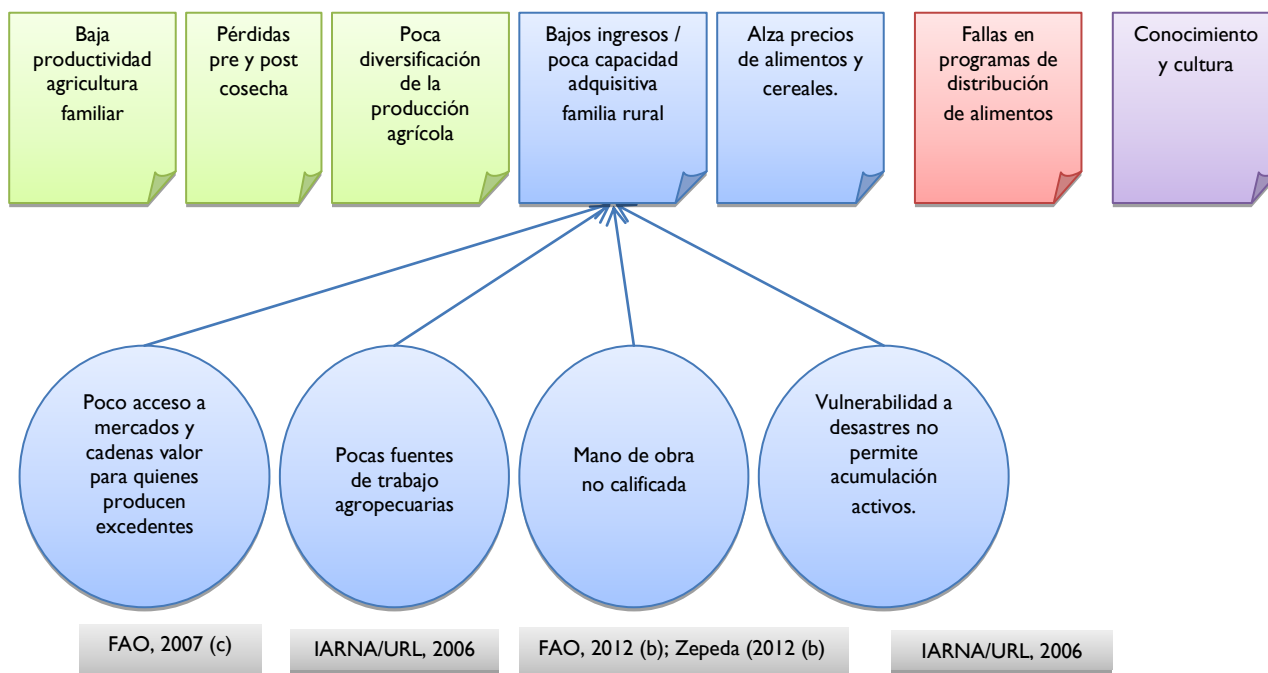 Baja
productividad
agricultura
familiar
Pérdidas
pre y post
cosecha
Poca
diversificación
de la
producción
agrícola
Bajos ingresos /
poca capacidad
adquisitiva
familia rural
Alza precios
de alimentos y
cereales.
Fallas en
programas de
distribución
de alimentos
Conocimiento
y cultura
Poco acceso a
mercados y
cadenas valor
para quienes
producen
excedentes
Pocas fuentes
de trabajo
agropecuarias
Mano de obra
no calificada
Vulnerabilidad a
desastres no
permite
acumulación
activos.
FAO, 2007 (c)
IARNA/URL, 2006
FAO, 2012 (b); Zepeda (2012 (b)
IARNA/URL, 2006